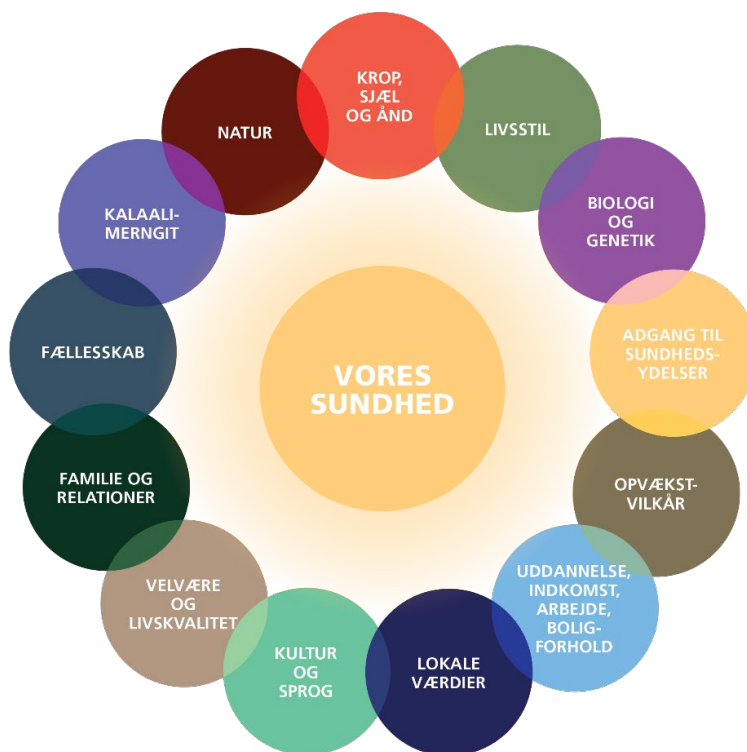 KROP,
SJÆL
OG ÅND
LIVSSTIL
BIOLOGI
OG
GENETIK
ADGANG TIL
SUNDHEDS-
YDELSER
OPVÆKST-
VILKÅR
UDDANNELSE,
INDKOMST,
ARBEJDE,
BOLIG-
FORHOLD
LOKALE
VÆRDIER
KULTUR
OG
SPROG
VELVÆRE
OG
LIVSKVALITET
FAMILIE OG
RELATIONER
FÆLLESSKAB
KALAALI-
MERNGIT
NATUR
VORES
SUNDHED